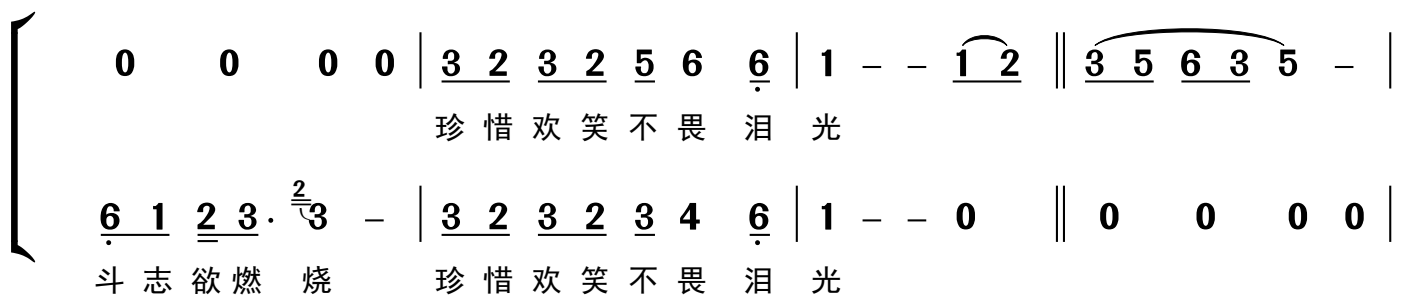 0 0 0 0 | 3 2 3 2 5 6 6 | 1 – – 1 2 || 3 5 6 3 5 – |
珍惜欢笑不畏泪光
6 1 2 3 · 2 3 – | 3 2 3 2 3 4 6 | 1 – – 0 || 0 0 0 0 |
斗志欲燃烧 珍惜欢笑不畏泪光